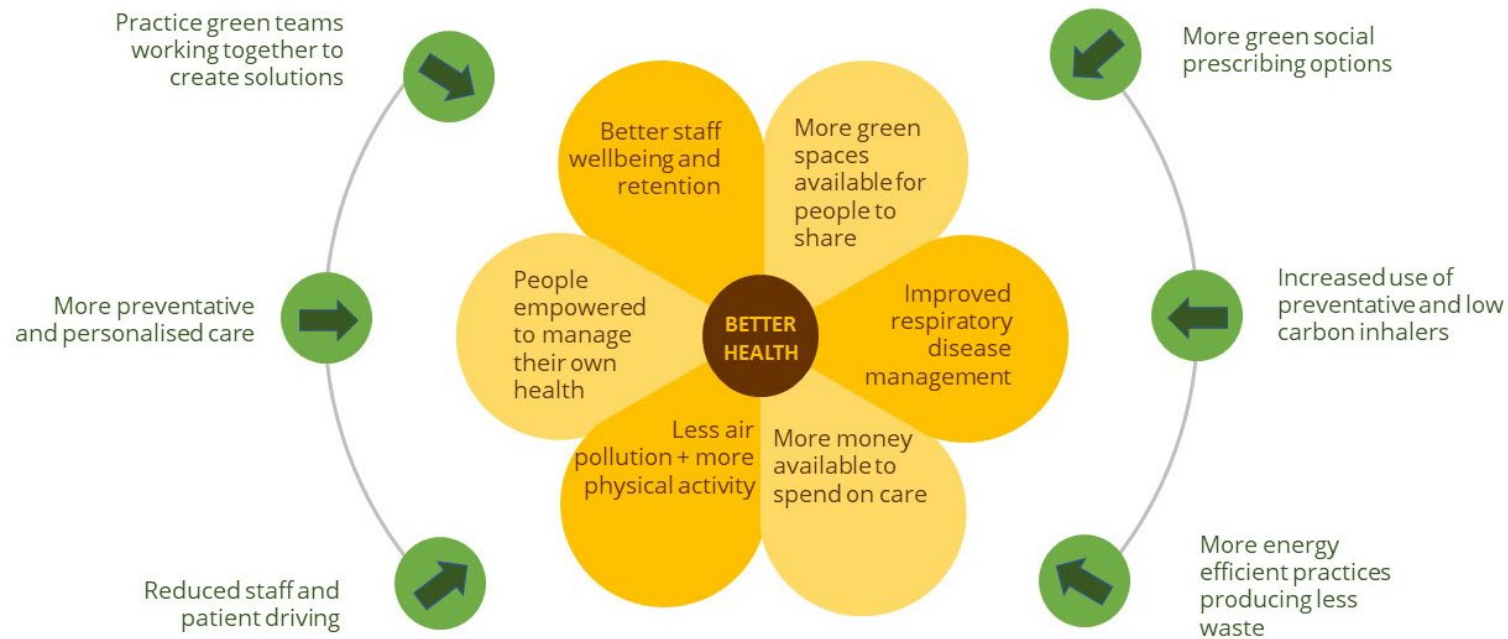 Practice green teams
working together to
create solutions
More preventative
and personalised care
Reduced staff and
patient driving
Better staff
wellbeing and
retention
More green
spaces
available for
people to
share
People
empowered
to manage
their own
health
BETTER
HEALTH
Improved
respiratory
disease
management
Less air
pollution + more
physical activity
More money
available to
spend on care
More green social
prescribing options
Increased use of
preventative and low
carbon inhalers
More energy
efficient practices
producing less
waste